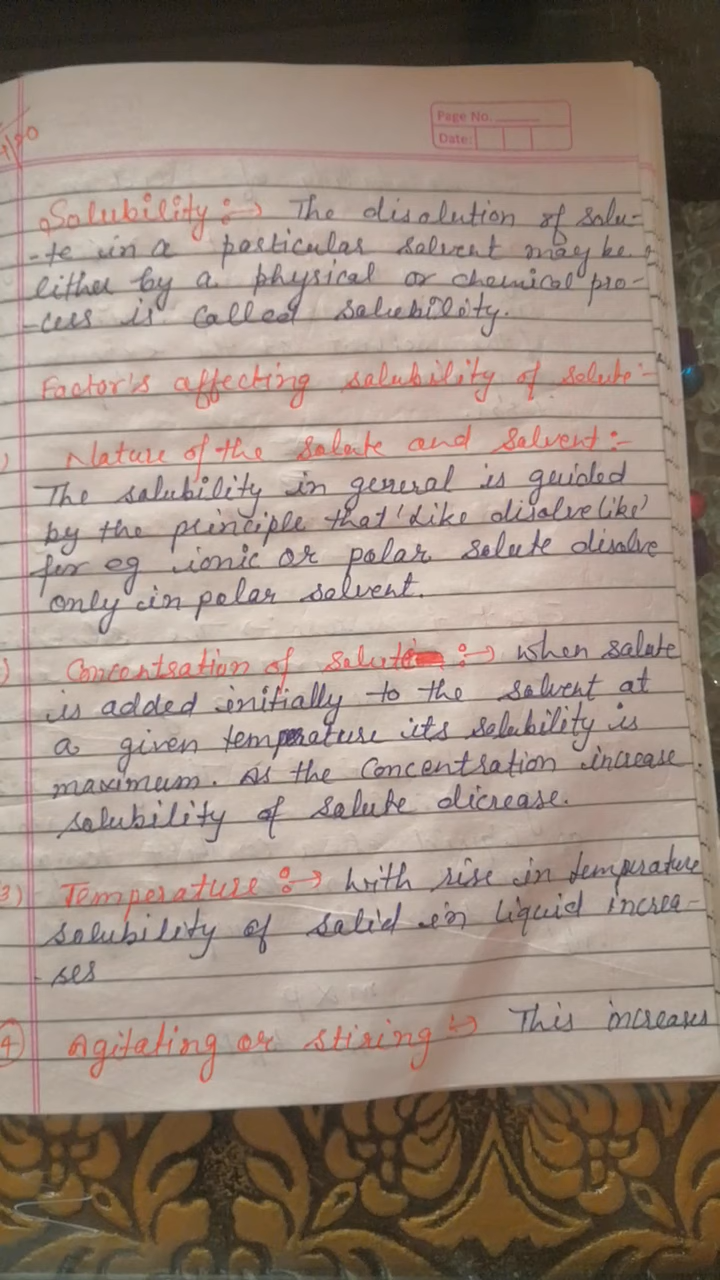 Page No.
Date:
Solubility :→ The disolution of solu-
-te in a particular solvent may be
either by a physical or chemical pro-
-cess is called solubility.
Factor's affecting solubility of solute :-
Nature of the solute and solvent :-
The solubility in general is guided
by the principle that 'Like disolve like'
for eg ionic or polar solute disolve
only in polar solvent.
Concentration of solute :→ when solute
is added initially to the solvent at
a given temperature its solubility is
maximum. As the concentration increase
solubility of solute dicrease.
3) Temperature :→ With rise in temperature
solubility of solid in liquid increa-
-ses
4 Agitating or stiring :→ This increases